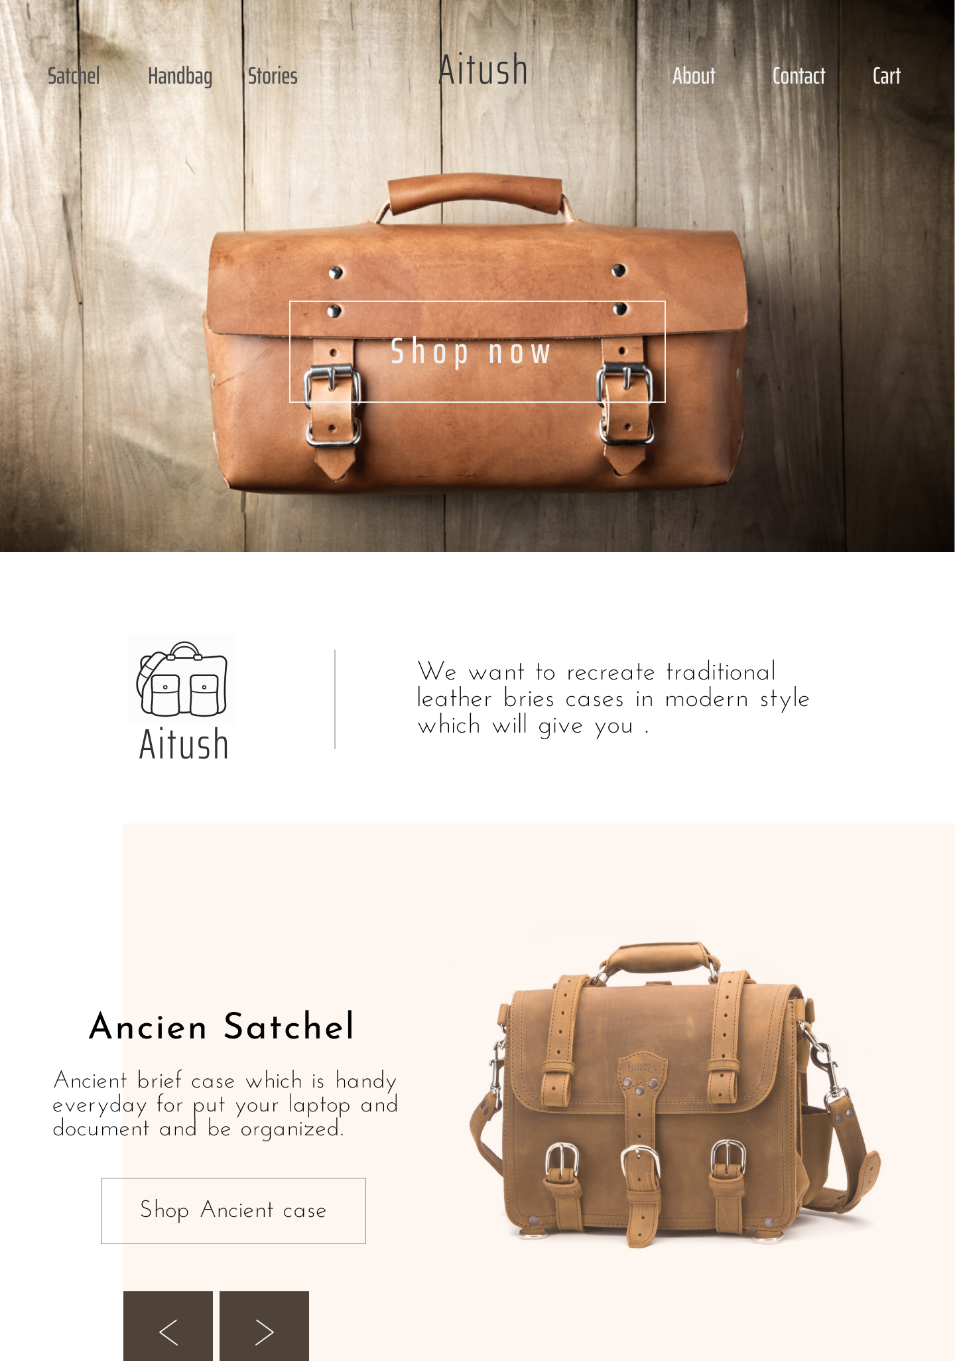 Satchel Handbag Stories Aitush About Contact Cart
Shop now
Aitush
We want to recreate traditional
leather bries cases in modern style
which will give you .
Ancien Satchel
Ancient brief case which is handy
everyday for put your laptop and
document and be organized.
Shop Ancient case
< >